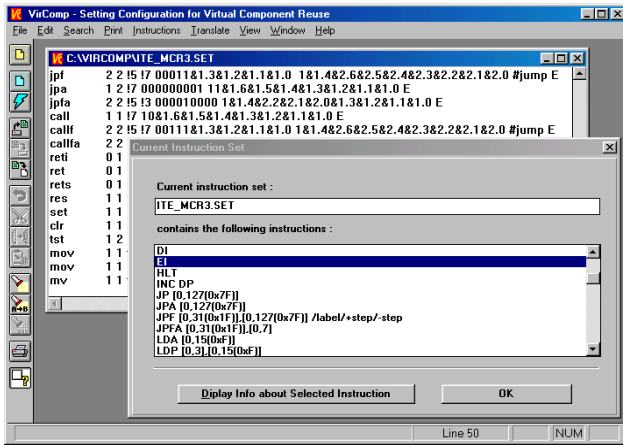 VirComp - Setting Configuration for Virtual Component Reuse
File Edit Search Print Instructions Translate View Window Help
C:\VIRCOMP\ITE_MCR3.SET
jpf 2 2 !5 !7 00011&1.3&1.2&1.1&1.0 1&1.4&2.6&2.5&2.4&2.3&2.2&2.1&2.0 #jump E
jpa 1 2 !7 000000001 11&1.6&1.5&1.4&1.3&1.2&1.1&1.0 E
jpfa 2 2 !5 !3 000010000 1&1.4&2.2&2.1&2.0&1.3&1.2&1.1&1.0 E
call 1 1 !7 10&1.6&1.5&1.4&1.3&1.2&1.1&1.0 E
callf 2 2 !5 !7 00111&1.3&1.2&1.1&1.0 1&1.4&2.6&2.5&2.4&2.3&2.2&2.1&2.0 #jump E
callfa 2 2
reti 0 1
ret 0 1
rets 0 1
res 1 1
set 1 1
clr 1 1
tst 1 2
mov 1 1
mov 1 1
mv 1 1
Current Instruction Set
Current instruction set :
ITE_MCR3.SET
contains the following instructions :
DI
EI
HLT
INC DP
JP [0,127(0x7F)]
JPA [0,127(0x7F)]
JPF [0,31(0x1F)],[0,127(0x7F)] /label/+step/-step
JPFA [0,31(0x1F)],[0,7]
LDA [0,15(0xF)]
LDP [0,3],[0,15(0xF)]
Diplay Info about Selected Instruction
OK
Line 50
NUM